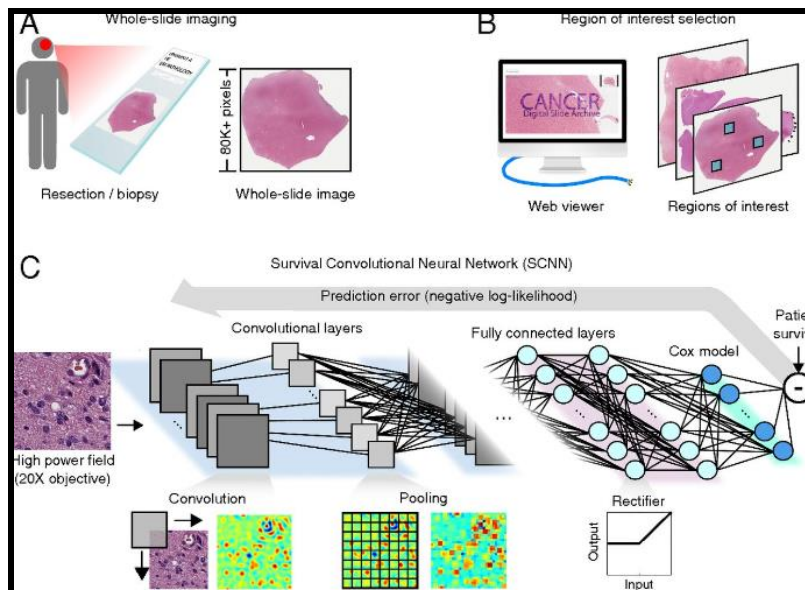 A
Whole-slide imaging
80K+ pixels
Resection / biopsy
Whole-slide image
B
Region of interest selection
CANCER
Digital Slide Archive
Web viewer
Regions of interest
C
Survival Convolutional Neural Network (SCNN)
Prediction error (negative log-likelihood)
Convolutional layers
Fully connected layers
Cox model
Patie
surviv
High power field
(20X objective)
Convolution
Pooling
Rectifier
Output
Input